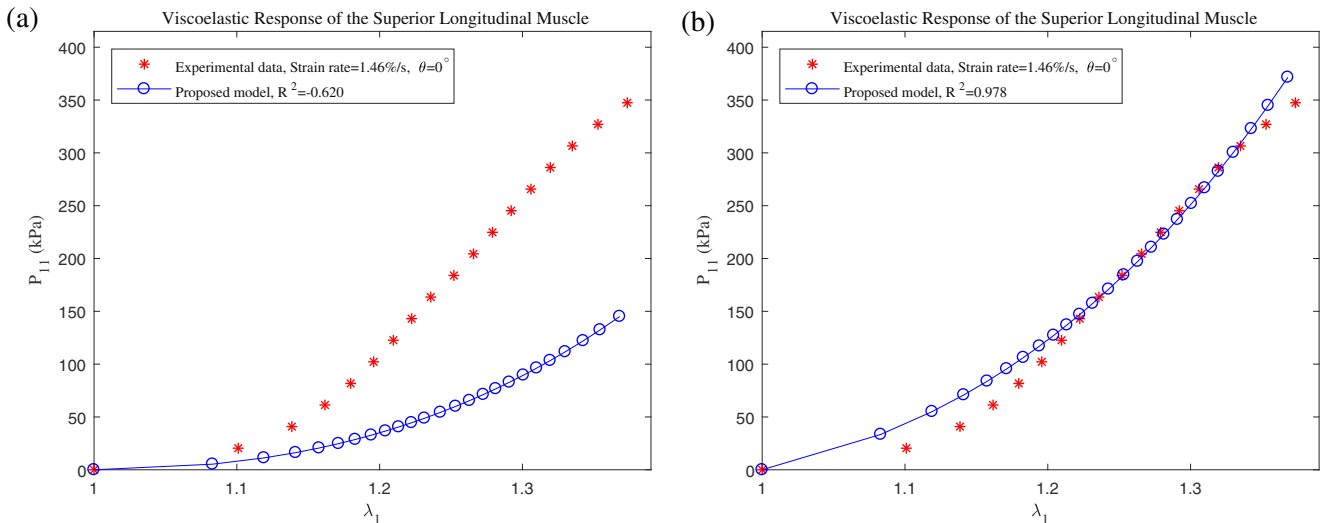 (a)
Viscoelastic Response of the Superior Longitudinal Muscle
400
350
300
250
200
150
100
50
0
P11 (kPa)
Experimental data, Strain rate=1.46%/s, θ=0°
Proposed model, R²=-0.620
1
1.1
1.2
1.3
λ1
(b)
Viscoelastic Response of the Superior Longitudinal Muscle
400
350
300
250
200
150
100
50
0
P11 (kPa)
Experimental data, Strain rate=1.46%/s, θ=0°
Proposed model, R²=0.978
1
1.1
1.2
1.3
λ1